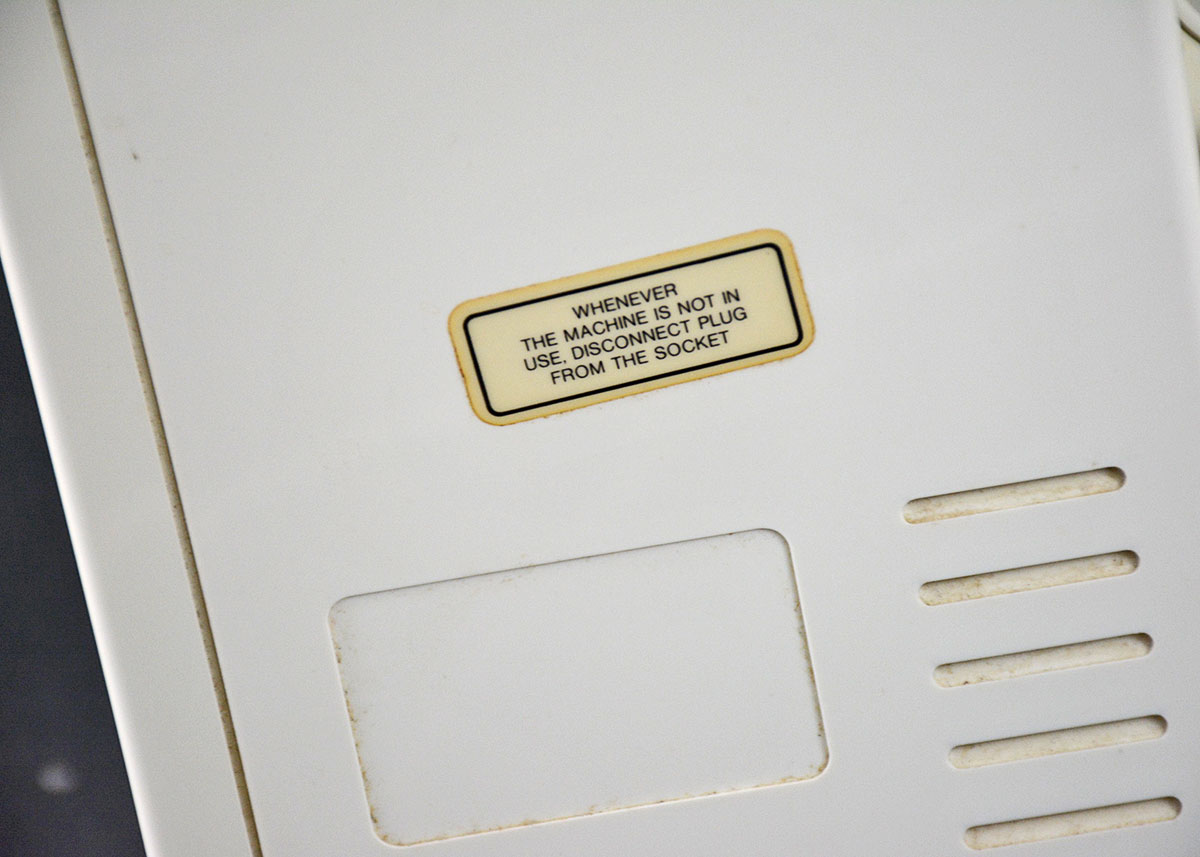 WHENEVER
THE MACHINE IS NOT IN
USE, DISCONNECT PLUG
FROM THE SOCKET